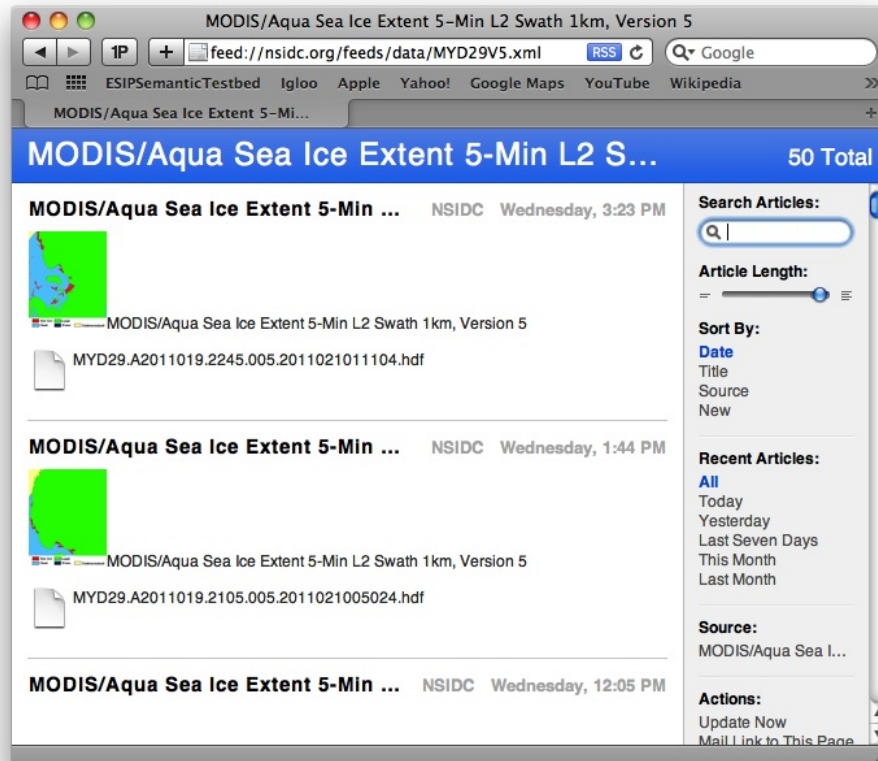 MODIS/Aqua Sea Ice Extent 5-Min L2 Swath 1km, Version 5
1P + feed://nsidc.org/feeds/data/MYD29V5.xml RSS Google
ESIPSemanticTestbed Igloo Apple Yahoo! Google Maps YouTube Wikipedia »
MODIS/Aqua Sea Ice Extent 5-Mi... +
MODIS/Aqua Sea Ice Extent 5-Min L2 S... 50 Total
MODIS/Aqua Sea Ice Extent 5-Min ... NSIDC Wednesday, 3:23 PM
MODIS/Aqua Sea Ice Extent 5-Min L2 Swath 1km, Version 5
MYD29.A2011019.2245.005.2011021011104.hdf
MODIS/Aqua Sea Ice Extent 5-Min ... NSIDC Wednesday, 1:44 PM
MODIS/Aqua Sea Ice Extent 5-Min L2 Swath 1km, Version 5
MYD29.A2011019.2105.005.2011021005024.hdf
MODIS/Aqua Sea Ice Extent 5-Min ... NSIDC Wednesday, 12:05 PM
Search Articles:
Article Length:
Sort By:
Date
Title
Source
New
Recent Articles:
All
Today
Yesterday
Last Seven Days
This Month
Last Month
Source:
MODIS/Aqua Sea I...
Actions:
Update Now
Mail Link to This Page